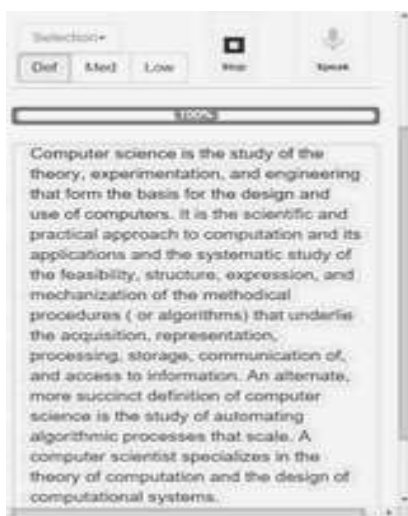 Selection
Def Med Low Stop Speak
100%
Computer science is the study of the
theory, experimentation, and engineering
that form the basis for the design and
use of computers. It is the scientific and
practical approach to computation and its
applications and the systematic study of
the feasibility, structure, expression, and
mechanization of the methodical
procedures ( or algorithms) that underlie
the acquisition, representation,
processing, storage, communication of,
and access to information. An alternate,
more succinct definition of computer
science is the study of automating
algorithmic processes that scale. A
computer scientist specializes in the
theory of computation and the design of
computational systems.